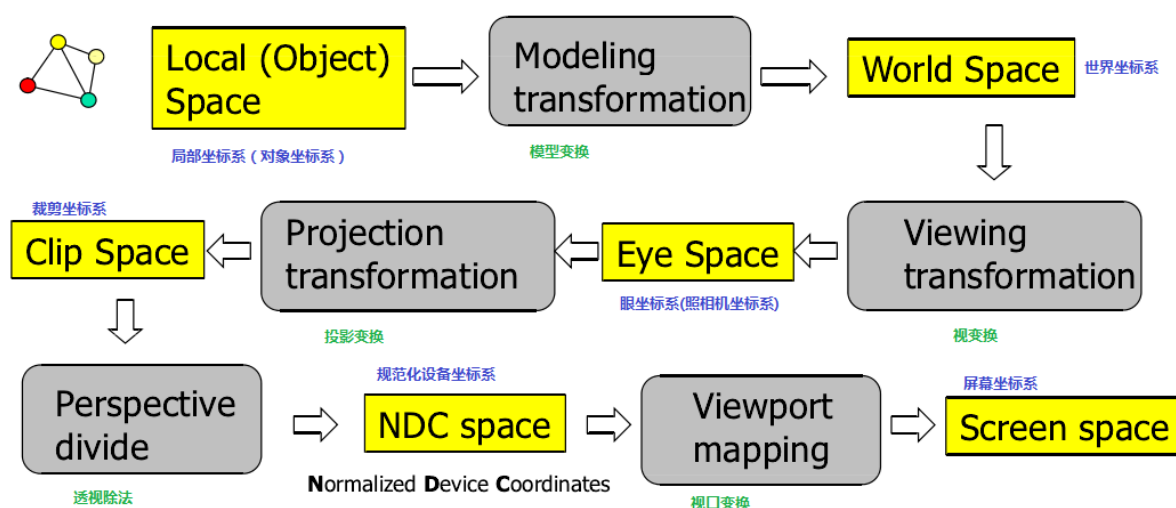 Local (Object)
Space
局部坐标系（对象坐标系）
Modeling
transformation
模型变换
World Space
世界坐标系
裁剪坐标系
Clip Space
Projection
transformation
投影变换
Eye Space
眼坐标系(照相机坐标系)
Viewing
transformation
视变换
Perspective
divide
透视除法
规范化设备坐标系
NDC space
Normalized Device Coordinates
Viewport
mapping
视口变换
屏幕坐标系
Screen space